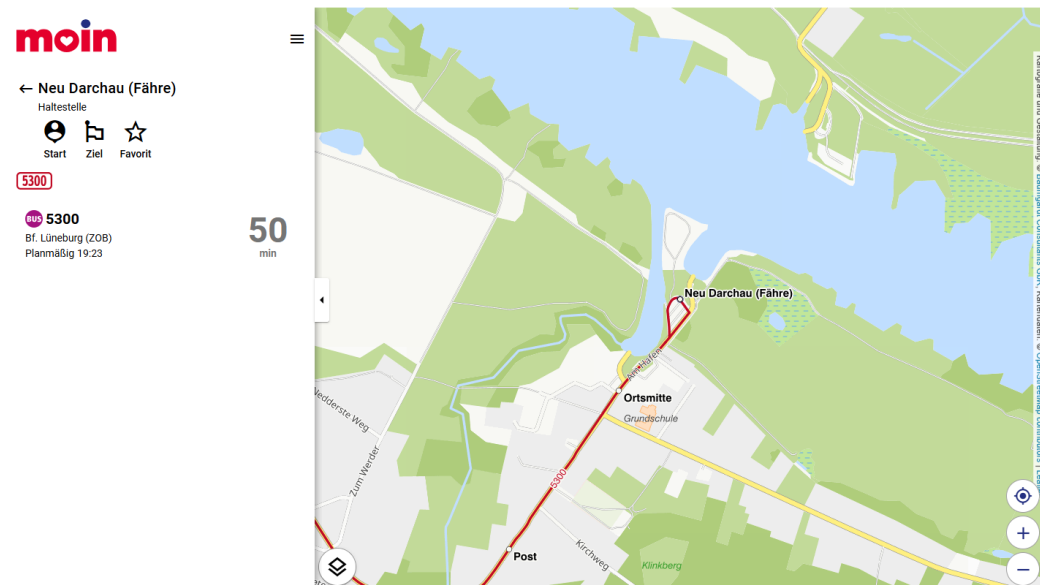 moin
Neu Darchau (Fähre)
Haltestelle
Start
Ziel
Favorit
5300
BUS 5300
Bf. Lüneburg (ZOB)
Planmäßig 19:23
50
min
Neu Darchau (Fähre)
Am Hafen
Ortsmitte
Grundschule
Nedderste Weg
Zum Werder
5300
Post
Kirchweg
Klinkberg